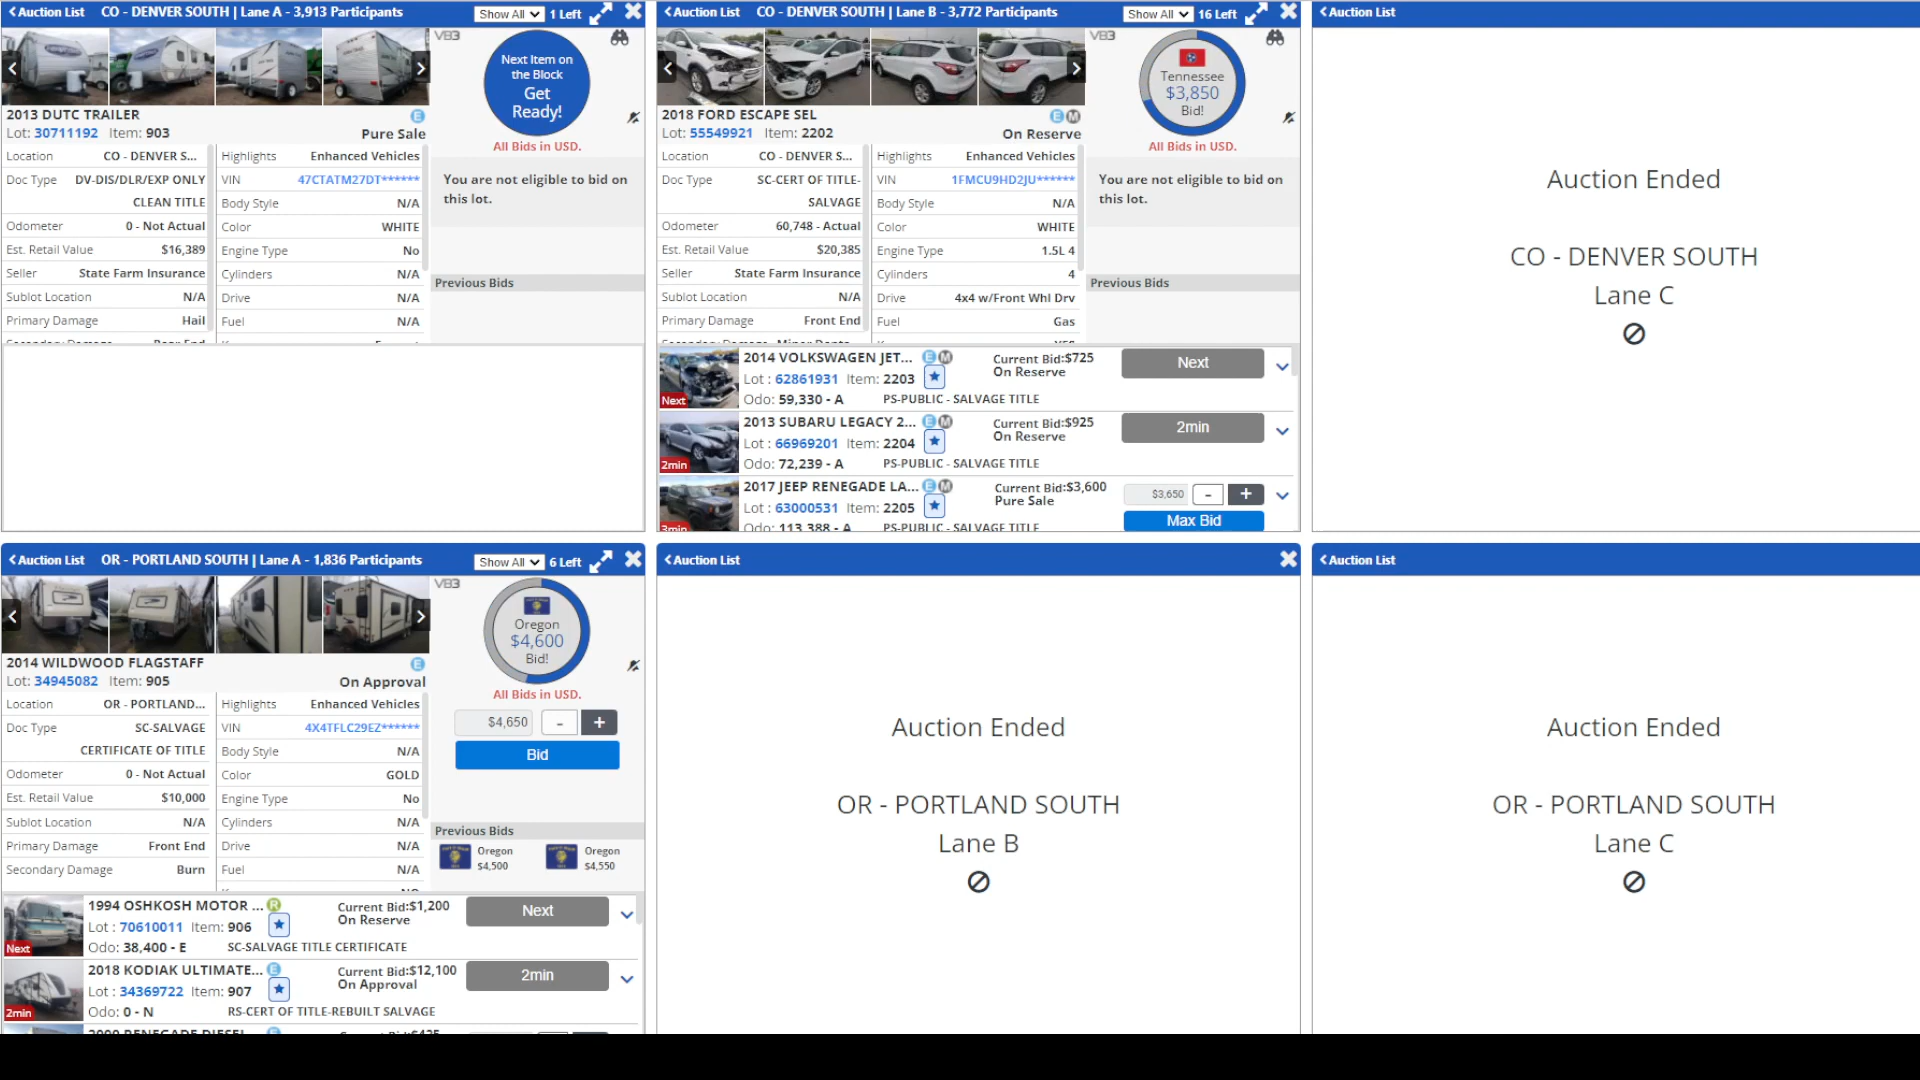 Auction List CO - DENVER SOUTH | Lane A - 3,913 Participants Show All 1 Left
VB3
Next Item on
the Block
Get
Ready!
2013 DUTC TRAILER E
Lot: 30711192 Item: 903 Pure Sale
All Bids in USD.
Location CO - DENVER S...
Doc Type DV-DIS/DLR/EXP ONLY
CLEAN TITLE
Odometer 0 - Not Actual
Est. Retail Value $16,389
Seller State Farm Insurance
Sublot Location N/A
Primary Damage Hail
Highlights Enhanced Vehicles
VIN 47CTATM27DT******
Body Style N/A
Color WHITE
Engine Type No
Cylinders N/A
Drive N/A
Fuel N/A
You are not eligible to bid on
this lot.
Previous Bids
Auction List CO - DENVER SOUTH | Lane B - 3,772 Participants Show All 16 Left
VB3
Tennessee
$3,850
Bid!
2018 FORD ESCAPE SEL E M
Lot: 55549921 Item: 2202 On Reserve
All Bids in USD.
Location CO - DENVER S...
Doc Type SC-CERT OF TITLE-
SALVAGE
Odometer 60,748 - Actual
Est. Retail Value $20,385
Seller State Farm Insurance
Sublot Location N/A
Primary Damage Front End
Highlights Enhanced Vehicles
VIN 1FMCU9HD2JU******
Body Style N/A
Color WHITE
Engine Type 1.5L 4
Cylinders 4
Drive 4x4 w/Front Whl Drv
Fuel Gas
You are not eligible to bid on
this lot.
Previous Bids
2014 VOLKSWAGEN JET... E M Current Bid:$725 Next
Lot : 62861931 Item: 2203 On Reserve
Next Odo: 59,330 - A PS-PUBLIC - SALVAGE TITLE
2013 SUBARU LEGACY 2... E M Current Bid:$925 2min
Lot : 66969201 Item: 2204 On Reserve
2min Odo: 72,239 - A PS-PUBLIC - SALVAGE TITLE
2017 JEEP RENEGADE LA... E M Current Bid:$3,600 $3,650 - +
Lot : 63000531 Item: 2205 Pure Sale Max Bid
3min Odo: 113,388 - A PS-PUBLIC - SALVAGE TITLE
Auction List
Auction Ended
CO - DENVER SOUTH
Lane C
Auction List OR - PORTLAND SOUTH | Lane A - 1,836 Participants Show All 6 Left
VB3
Oregon
$4,600
Bid!
2014 WILDWOOD FLAGSTAFF E
Lot: 34945082 Item: 905 On Approval
All Bids in USD.
Location OR - PORTLAND...
Doc Type SC-SALVAGE
CERTIFICATE OF TITLE
Odometer 0 - Not Actual
Est. Retail Value $10,000
Sublot Location N/A
Primary Damage Front End
Secondary Damage Burn
Highlights Enhanced Vehicles
VIN 4X4TFLC29EZ******
Body Style N/A
Color GOLD
Engine Type No
Cylinders N/A
Drive N/A
Fuel N/A
$4,650 - +
Bid
Previous Bids
Oregon Oregon
$4,500 $4,550
1994 OSHKOSH MOTOR ... R Current Bid:$1,200 Next
Lot : 70610011 Item: 906 On Reserve
Next Odo: 38,400 - E SC-SALVAGE TITLE CERTIFICATE
2018 KODIAK ULTIMATE... E Current Bid:$12,100 2min
Lot : 34369722 Item: 907 On Approval
2min Odo: 0 - N RS-CERT OF TITLE-REBUILT SALVAGE
Auction List
Auction Ended
OR - PORTLAND SOUTH
Lane B
Auction List
Auction Ended
OR - PORTLAND SOUTH
Lane C